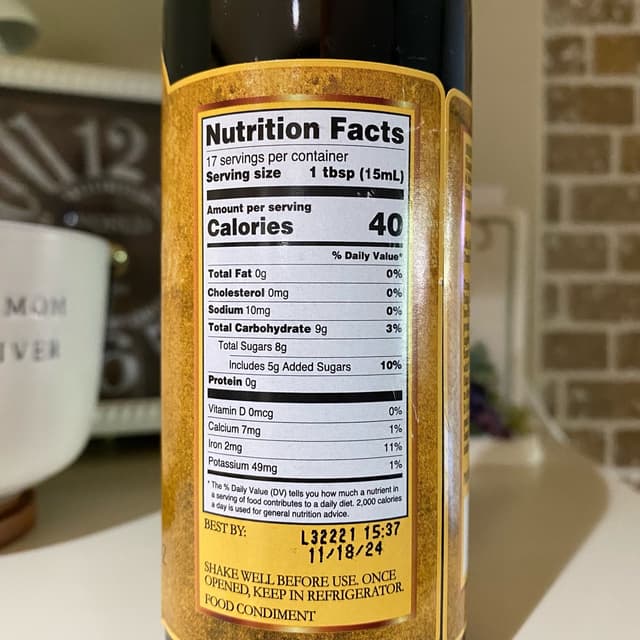 Nutrition Facts
17 servings per container
Serving size 1 tbsp (15mL)
Amount per serving
Calories 40
% Daily Value*
Total Fat 0g 0%
Cholesterol 0mg 0%
Sodium 10mg 0%
Total Carbohydrate 9g 3%
Total Sugars 8g
Includes 5g Added Sugars 10%
Protein 0g
Vitamin D 0mcg 0%
Calcium 7mg 1%
Iron 2mg 11%
Potassium 49mg 1%
* The % Daily Value (DV) tells you how much a nutrient in
a serving of food contributes to a daily diet. 2,000 calories
a day is used for general nutrition advice.
BEST BY: L32221 15:37
11/18/24
SHAKE WELL BEFORE USE. ONCE
OPENED, KEEP IN REFRIGERATOR.
FOOD CONDIMENT
MOM
IVER
12